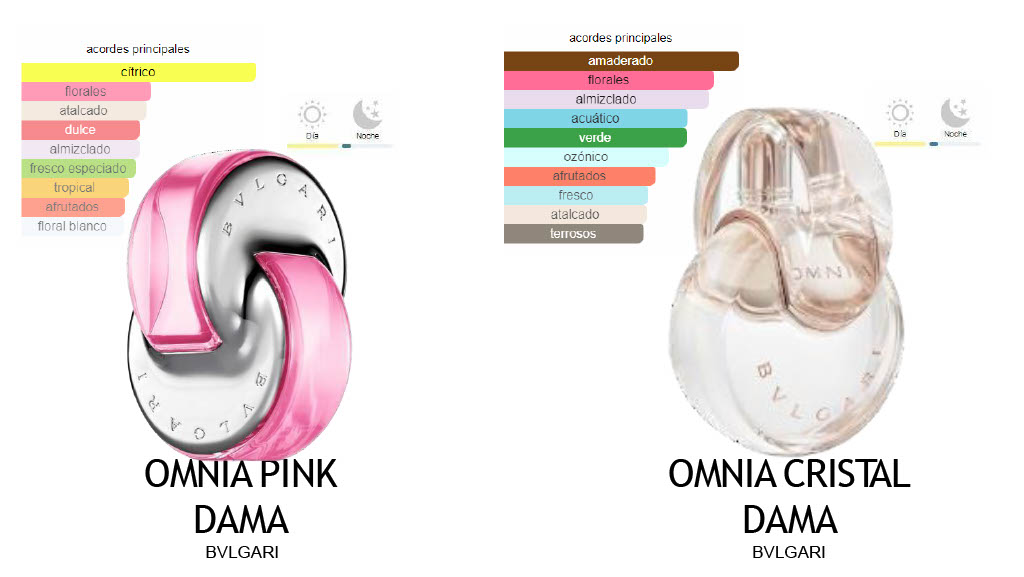 acordes principales
cítrico
florales
atalcado
dulce
almizclado
fresco especiado
tropical
afrutados
floral blanco
Día
Noche
BVLGARI
BVLGARI
OMNIA PINK
DAMA
BVLGARI
acordes principales
amaderado
florales
almizclado
acuático
verde
ozónico
afrutados
fresco
atalcado
terrosos
Día
Noche
OMNIA
BVLGARI
OMNIA CRISTAL
DAMA
BVLGARI